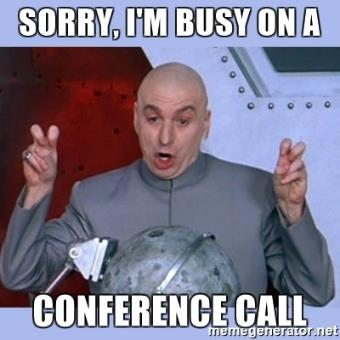 SORRY, I'M BUSY ON A
CONFERENCE CALL
memegenerator.net